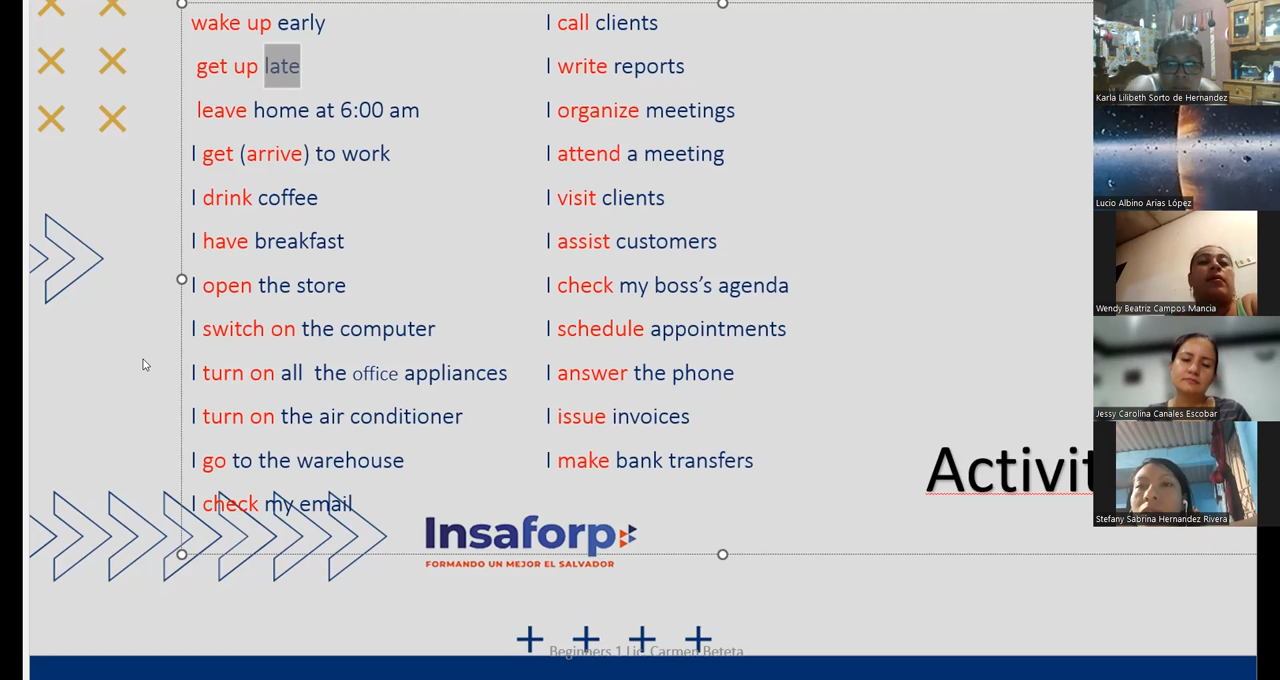 wake up early
get up late
leave home at 6:00 am
I get (arrive) to work
I drink coffee
I have breakfast
I open the store
I switch on the computer
I turn on all the office appliances
I turn on the air conditioner
I go to the warehouse
I check my email
I call clients
I write reports
I organize meetings
I attend a meeting
I visit clients
I assist customers
I check my boss's agenda
I schedule appointments
I answer the phone
I issue invoices
I make bank transfers
Activit
Insaforp
FORMANDO UN MEJOR EL SALVADOR
Beginners 1 Lic. Carmen Beteta
Karla Lilibeth Sorto de Hernandez
Lucio Albino Arias López
Wendy Beatriz Campos Mancia
Jessy Carolina Canales Escobar
Stefany Sabrina Hernandez Rivera